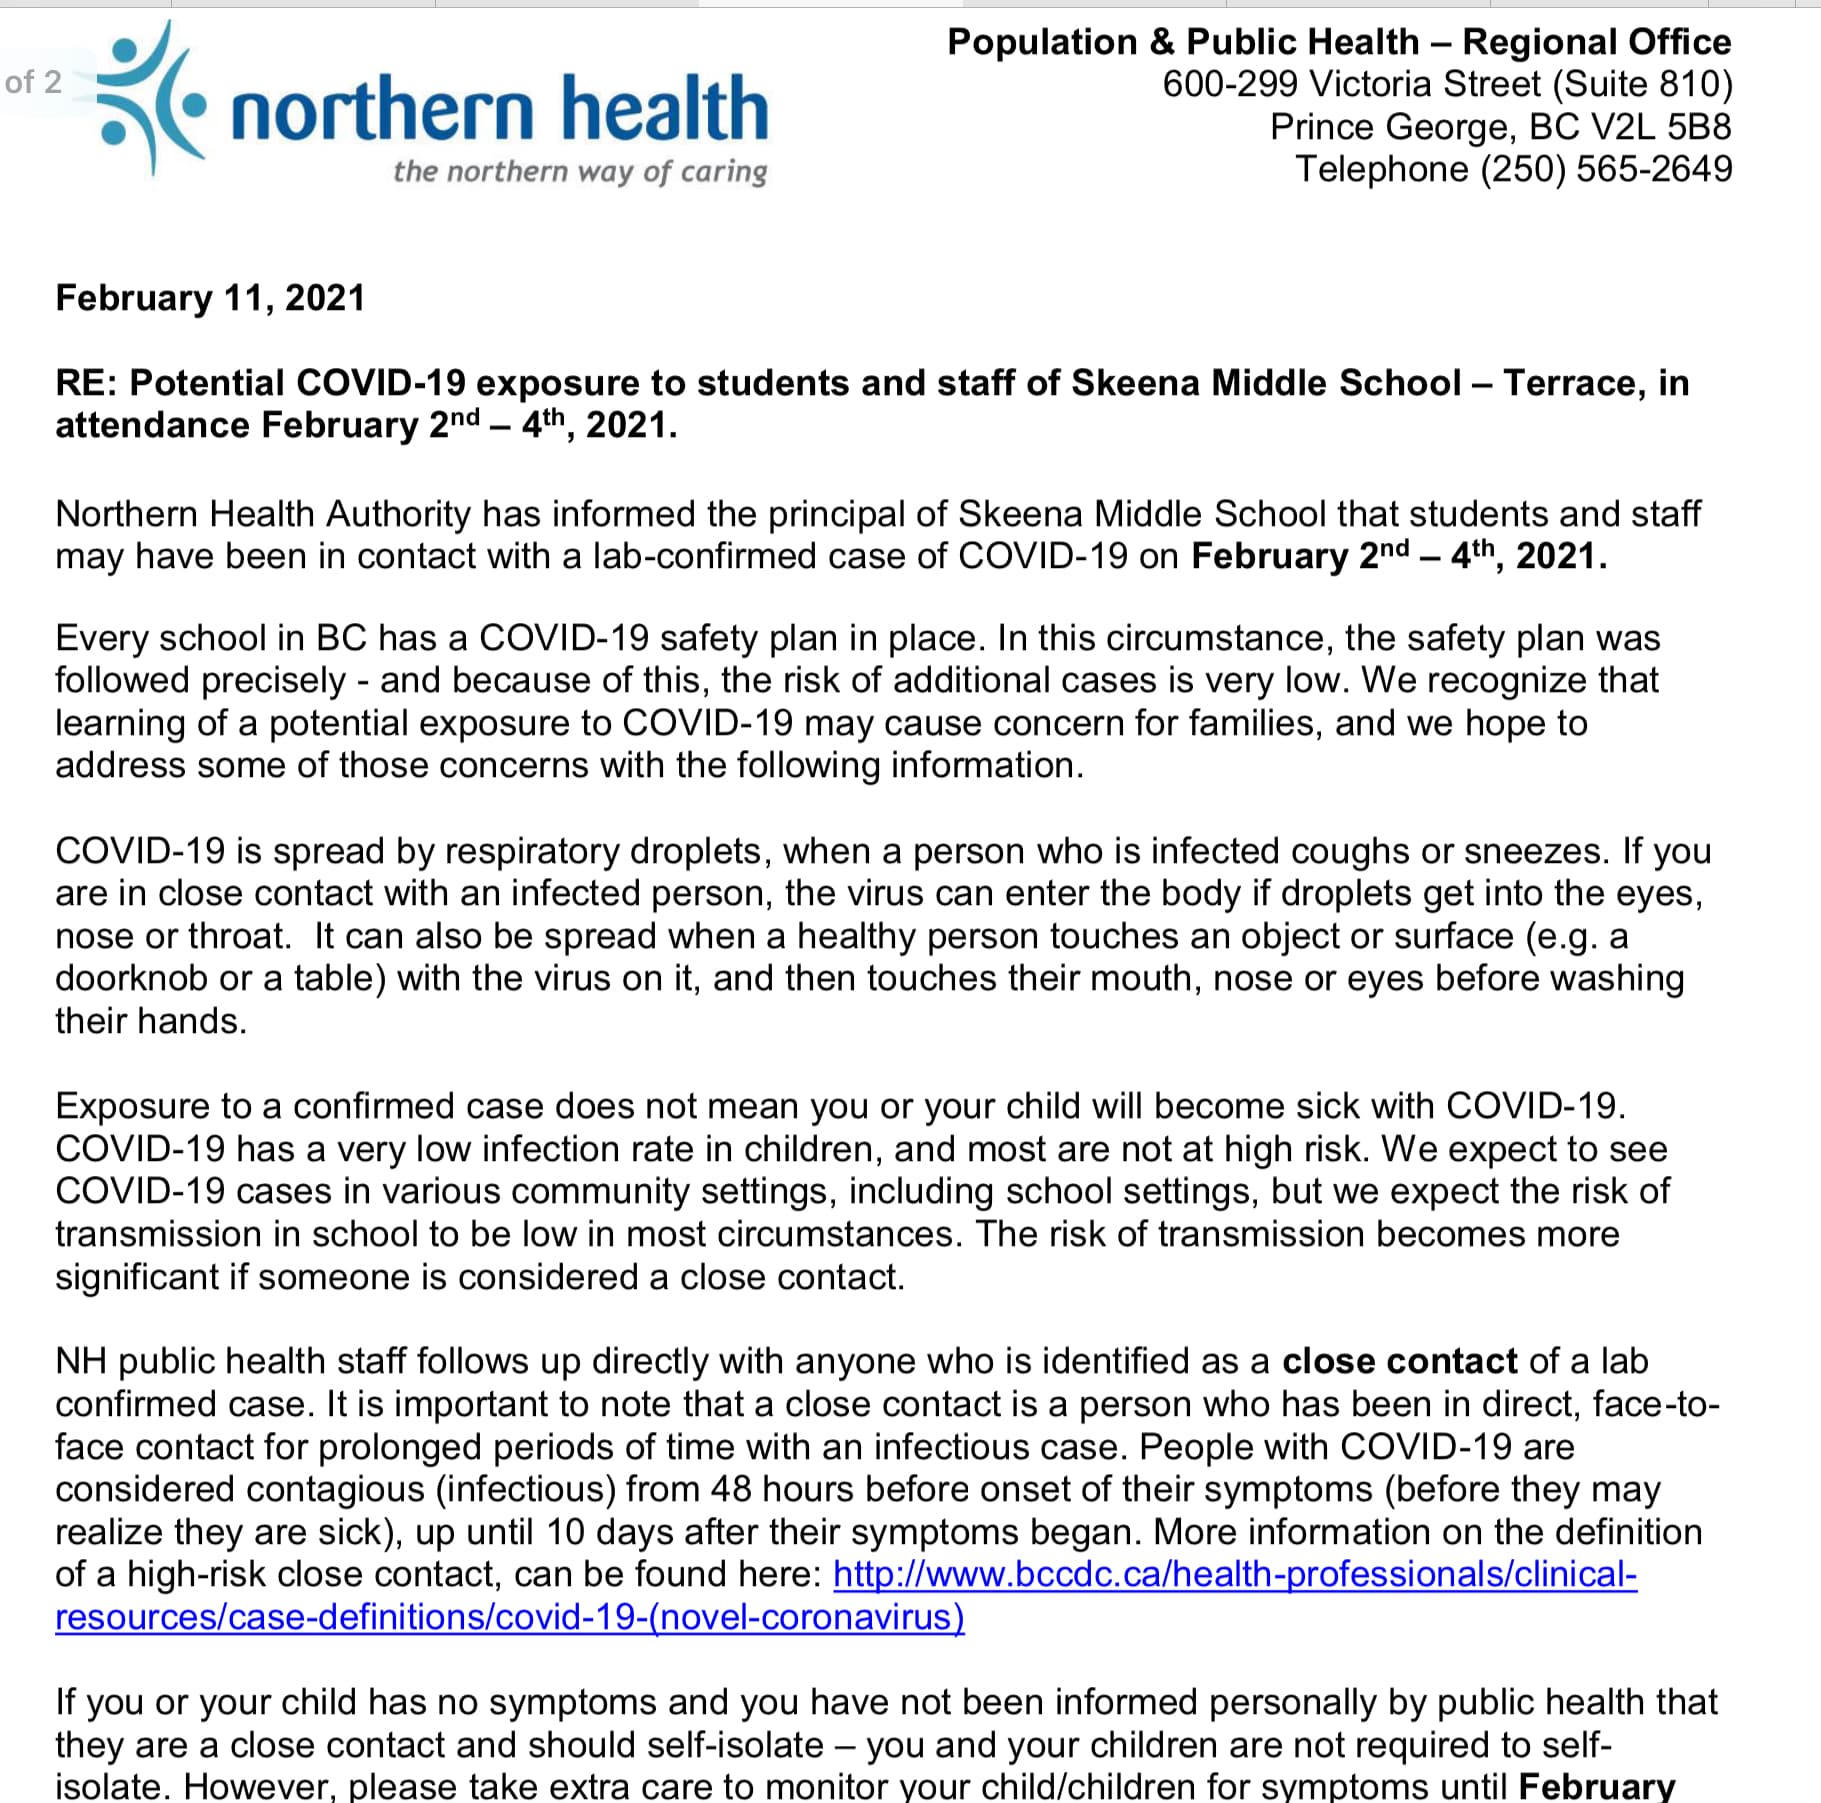 of 2
northern health
the northern way of caring
Population & Public Health – Regional Office
600-299 Victoria Street (Suite 810)
Prince George, BC V2L 5B8
Telephone (250) 565-2649
February 11, 2021
RE: Potential COVID-19 exposure to students and staff of Skeena Middle School – Terrace, in
attendance February 2nd – 4th, 2021.
Northern Health Authority has informed the principal of Skeena Middle School that students and staff
may have been in contact with a lab-confirmed case of COVID-19 on February 2nd – 4th, 2021.
Every school in BC has a COVID-19 safety plan in place. In this circumstance, the safety plan was
followed precisely - and because of this, the risk of additional cases is very low. We recognize that
learning of a potential exposure to COVID-19 may cause concern for families, and we hope to
address some of those concerns with the following information.
COVID-19 is spread by respiratory droplets, when a person who is infected coughs or sneezes. If you
are in close contact with an infected person, the virus can enter the body if droplets get into the eyes,
nose or throat.  It can also be spread when a healthy person touches an object or surface (e.g. a
doorknob or a table) with the virus on it, and then touches their mouth, nose or eyes before washing
their hands.
Exposure to a confirmed case does not mean you or your child will become sick with COVID-19.
COVID-19 has a very low infection rate in children, and most are not at high risk. We expect to see
COVID-19 cases in various community settings, including school settings, but we expect the risk of
transmission in school to be low in most circumstances. The risk of transmission becomes more
significant if someone is considered a close contact.
NH public health staff follows up directly with anyone who is identified as a close contact of a lab
confirmed case. It is important to note that a close contact is a person who has been in direct, face-to-
face contact for prolonged periods of time with an infectious case. People with COVID-19 are
considered contagious (infectious) from 48 hours before onset of their symptoms (before they may
realize they are sick), up until 10 days after their symptoms began. More information on the definition
of a high-risk close contact, can be found here: http://www.bccdc.ca/health-professionals/clinical-
resources/case-definitions/covid-19-(novel-coronavirus)
If you or your child has no symptoms and you have not been informed personally by public health that
they are a close contact and should self-isolate – you and your children are not required to self-
isolate. However, please take extra care to monitor your child/children for symptoms until February